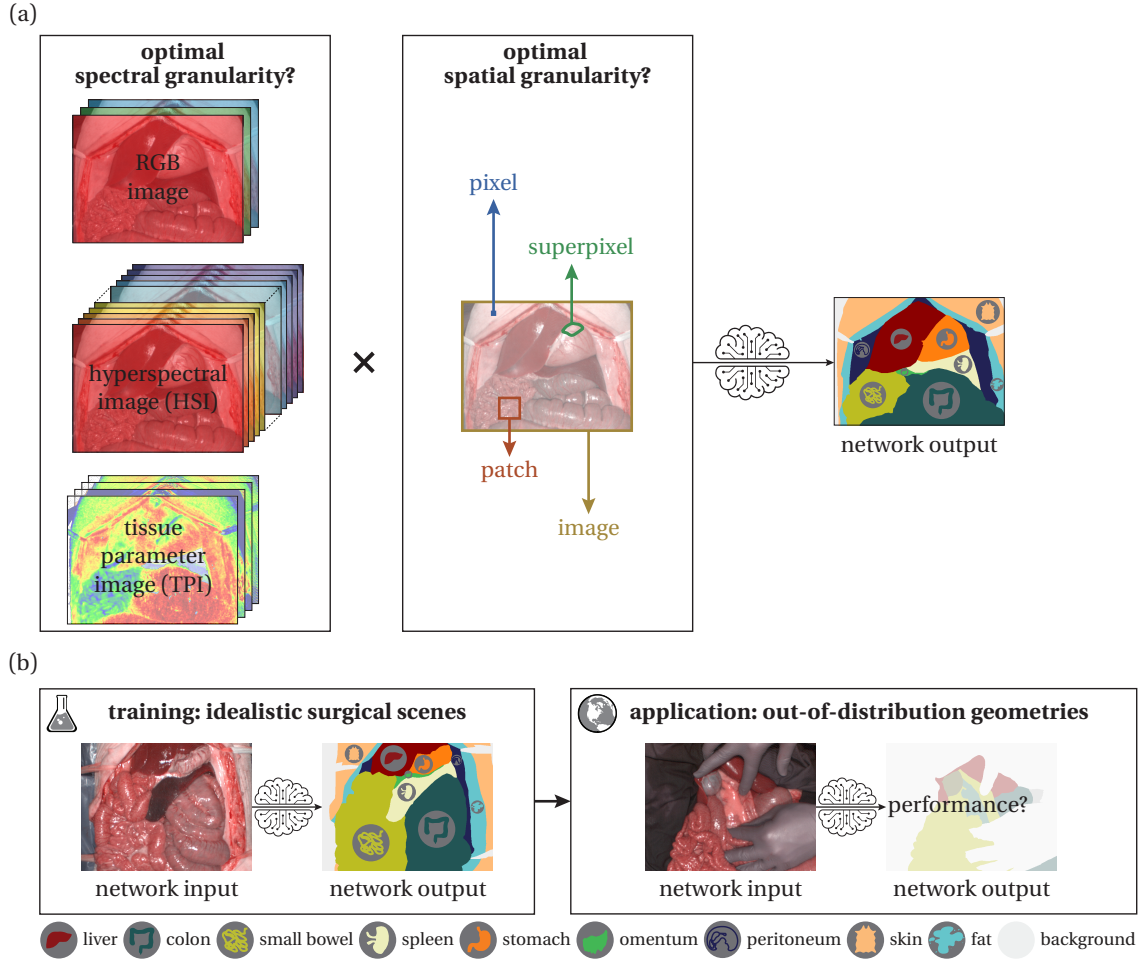 (a)
optimal
spectral granularity?
RGB
image
hyperspectral
image (HSI)
tissue
parameter
image (TPI)
×
optimal
spatial granularity?
pixel
superpixel
patch
image
network output
(b)
training: idealistic surgical scenes
network input
network output
application: out-of-distribution geometries
network input
performance?
network output
liver colon small bowel spleen stomach omentum peritoneum skin fat background